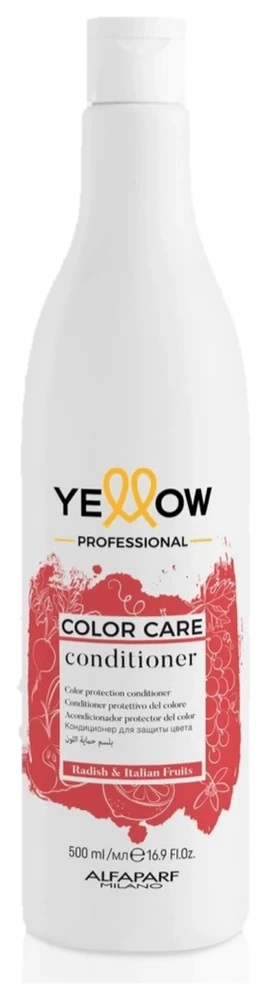 YELLOW
PROFESSIONAL
COLOR CARE
conditioner
Color protection conditioner
Conditioner protettivo del colore
Acondicionador protector del color
Кондиционер для защиты цвета
بلسم حماية اللون
Radish & Italian Fruits
500 ml/мл ℮ 16.9 Fl.Oz.
ALFAPARF
MILANO